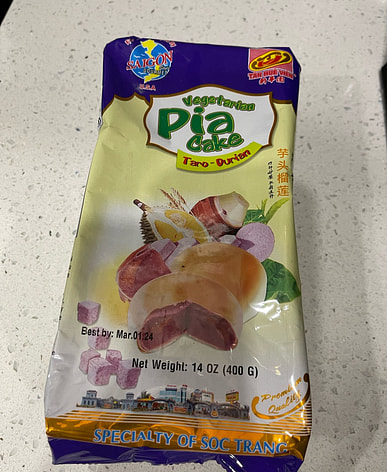 SAIGON
U.S.A
TAN HUE VIEN
Vegetarian
Pia
Cake
Taro - Durian
芋头榴莲
Best by: Mar.01.24
Net Weight: 14 OZ (400 G)
Premium
Quality
SPECIALTY OF SOC TRANG